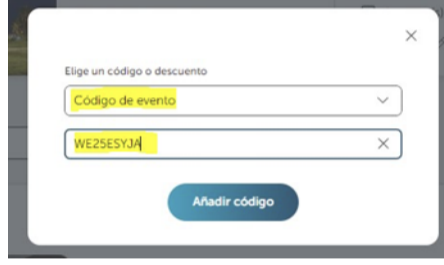 Elige un código o descuento
Código de evento
WE25ESYJA
Añadir código